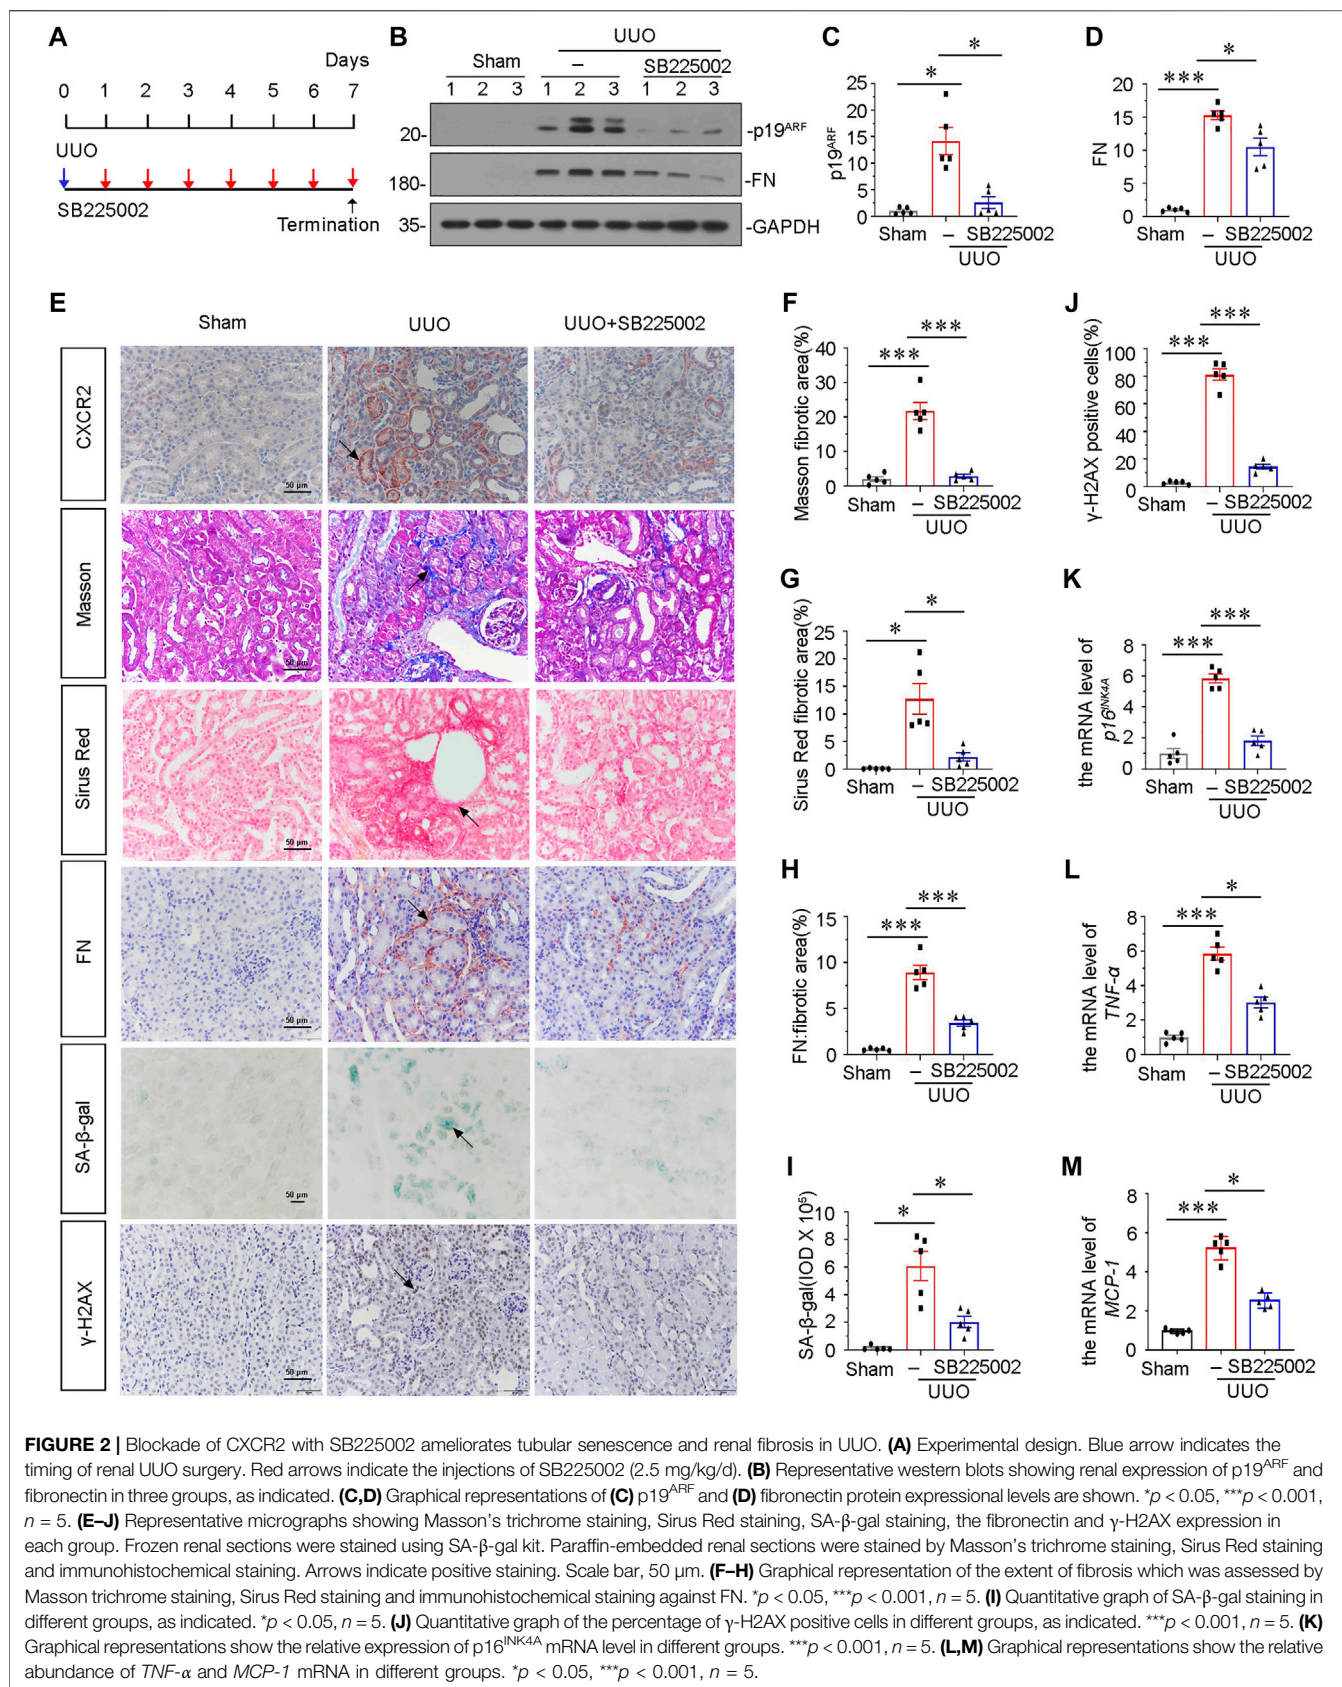 A
Days
0 1 2 3 4 5 6 7
UUO
SB225002
Termination
B
UUO
Sham – SB225002
1 2 3 1 2 3 1 2 3
20- -p19ARF
180- -FN
35- -GAPDH
C
* *
p19ARF
25
20
15
10
5
0
Sham – SB225002
UUO
D
*** *
FN
20
15
10
5
0
Sham – SB225002
UUO
E
Sham UUO UUO+SB225002
CXCR2
50 µm
Masson
50 µm
Sirus Red
50 µm
FN
50 µm
SA-β-gal
50 µm
γ-H2AX
50 µm
F
*** ***
Masson fibrotic area(%)
40
30
20
10
0
Sham – SB225002
UUO
G
* *
Sirus Red fibrotic area(%)
25
20
15
10
5
0
Sham – SB225002
UUO
H
*** ***
FN:fibrotic area(%)
15
10
5
0
Sham – SB225002
UUO
I
* *
SA-β-gal(IOD X 10⁵)
10
8
6
4
2
0
Sham – SB225002
UUO
J
*** ***
γ-H2AX positive cells(%)
100
80
60
40
20
0
Sham – SB225002
UUO
K
*** ***
the mRNA level of
p16INK4A
8
6
4
2
0
Sham – SB225002
UUO
L
*** *
the mRNA level of
TNF-α
8
6
4
2
0
Sham – SB225002
UUO
M
*** *
the mRNA level of
MCP-1
8
6
4
2
0
Sham – SB225002
UUO
FIGURE 2 | Blockade of CXCR2 with SB225002 ameliorates tubular senescence and renal fibrosis in UUO. (A) Experimental design. Blue arrow indicates the
timing of renal UUO surgery. Red arrows indicate the injections of SB225002 (2.5 mg/kg/d). (B) Representative western blots showing renal expression of p19ARF and
fibronectin in three groups, as indicated. (C,D) Graphical representations of (C) p19ARF and (D) fibronectin protein expressional levels are shown. *p < 0.05, ***p < 0.001,
n = 5. (E–J) Representative micrographs showing Masson's trichrome staining, Sirus Red staining, SA-β-gal staining, the fibronectin and γ-H2AX expression in
each group. Frozen renal sections were stained using SA-β-gal kit. Paraffin-embedded renal sections were stained by Masson's trichrome staining, Sirus Red staining
and immunohistochemical staining. Arrows indicate positive staining. Scale bar, 50 µm. (F–H) Graphical representation of the extent of fibrosis which was assessed by
Masson trichrome staining, Sirus Red staining and immunohistochemical staining against FN. *p < 0.05, ***p < 0.001, n = 5. (I) Quantitative graph of SA-β-gal staining in
different groups, as indicated. *p < 0.05, n = 5. (J) Quantitative graph of the percentage of γ-H2AX positive cells in different groups, as indicated. ***p < 0.001, n = 5. (K)
Graphical representations show the relative expression of p16INK4A mRNA level in different groups. ***p < 0.001, n = 5. (L,M) Graphical representations show the relative
abundance of TNF-α and MCP-1 mRNA in different groups. *p < 0.05, ***p < 0.001, n = 5.